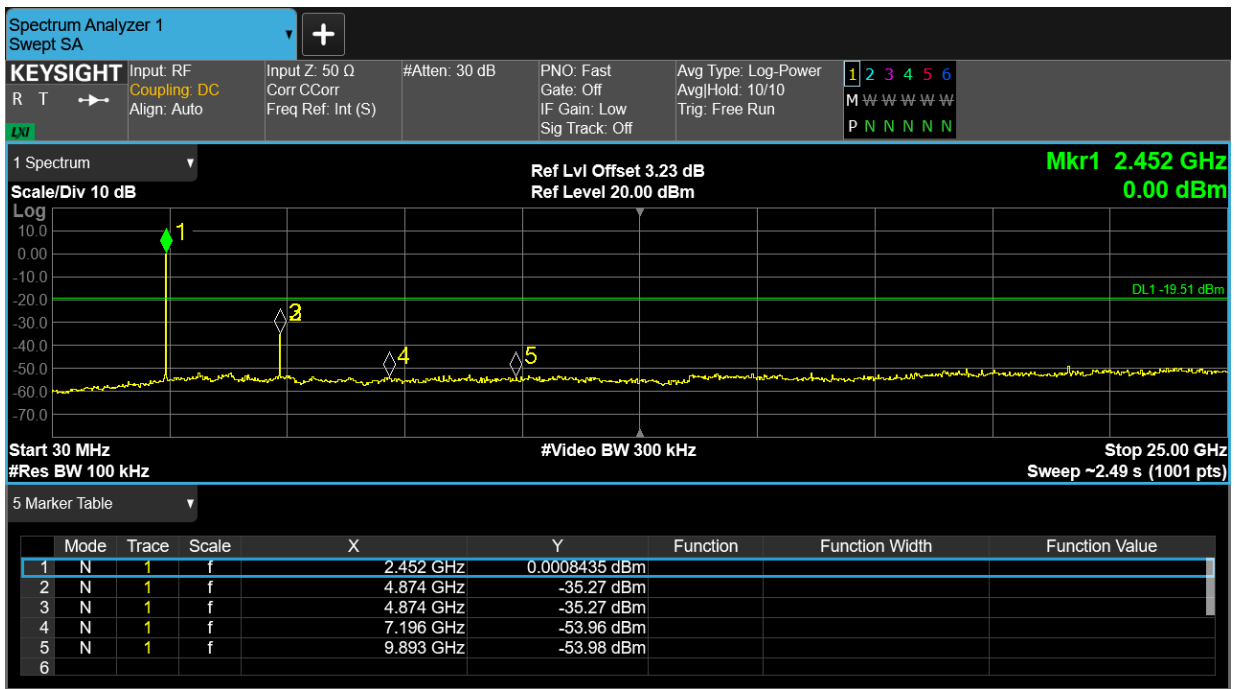 Spectrum Analyzer 1
Swept SA
+
KEYSIGHT
R T
LXI
Input: RF
Coupling: DC
Align: Auto
Input Z: 50 Ω
Corr CCorr
Freq Ref: Int (S)
#Atten: 30 dB
PNO: Fast
Gate: Off
IF Gain: Low
Sig Track: Off
Avg Type: Log-Power
Avg|Hold: 10/10
Trig: Free Run
1 2 3 4 5 6
M W W W W W
P N N N N N
1 Spectrum
Scale/Div 10 dB
Ref Lvl Offset 3.23 dB
Ref Level 20.00 dBm
Mkr1 2.452 GHz
0.00 dBm
Log
10.0
0.00
-10.0
-20.0
-30.0
-40.0
-50.0
-60.0
-70.0
1
3
4
5
DL1 -19.51 dBm
Start 30 MHz
#Video BW 300 kHz
Stop 25.00 GHz
#Res BW 100 kHz
Sweep ~2.49 s (1001 pts)
5 Marker Table
Mode Trace Scale X Y Function Function Width Function Value
1 N 1 f 2.452 GHz 0.0008435 dBm
2 N 1 f 4.874 GHz -35.27 dBm
3 N 1 f 4.874 GHz -35.27 dBm
4 N 1 f 7.196 GHz -53.96 dBm
5 N 1 f 9.893 GHz -53.98 dBm
6